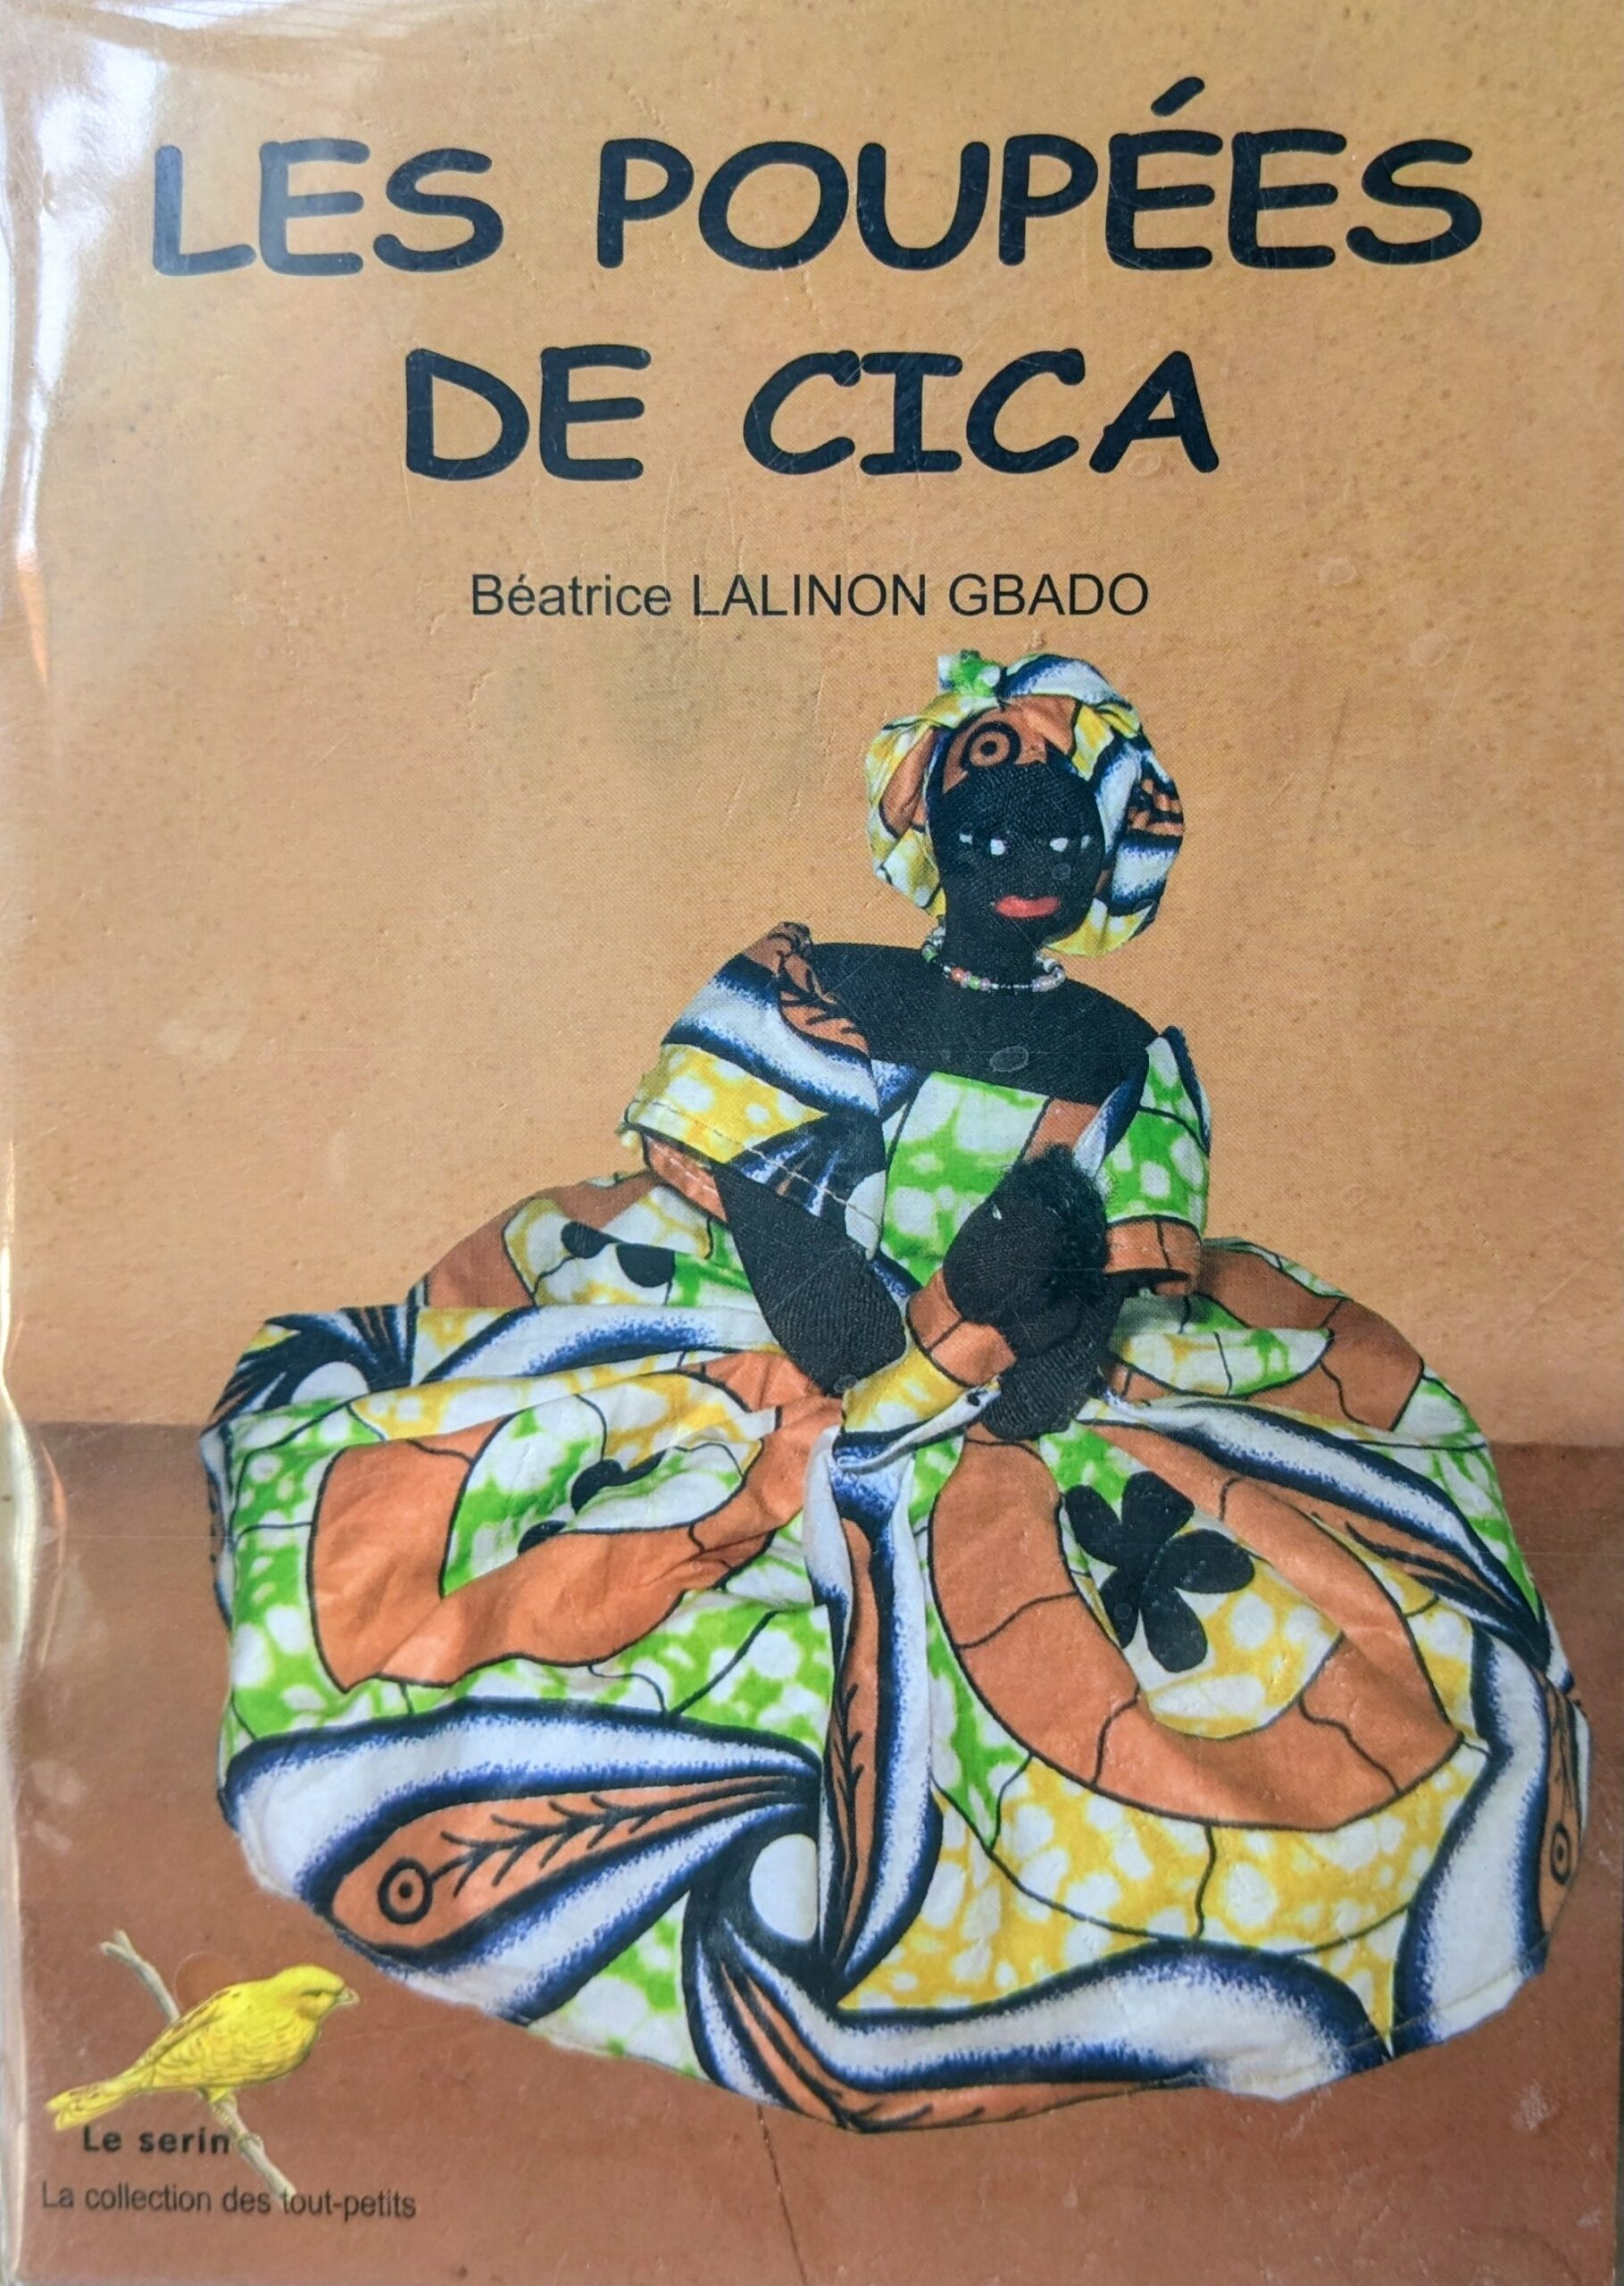 LES POUPÉES
DE CICA
Béatrice LALINON GBADO
Le serin
La collection des tout-petits